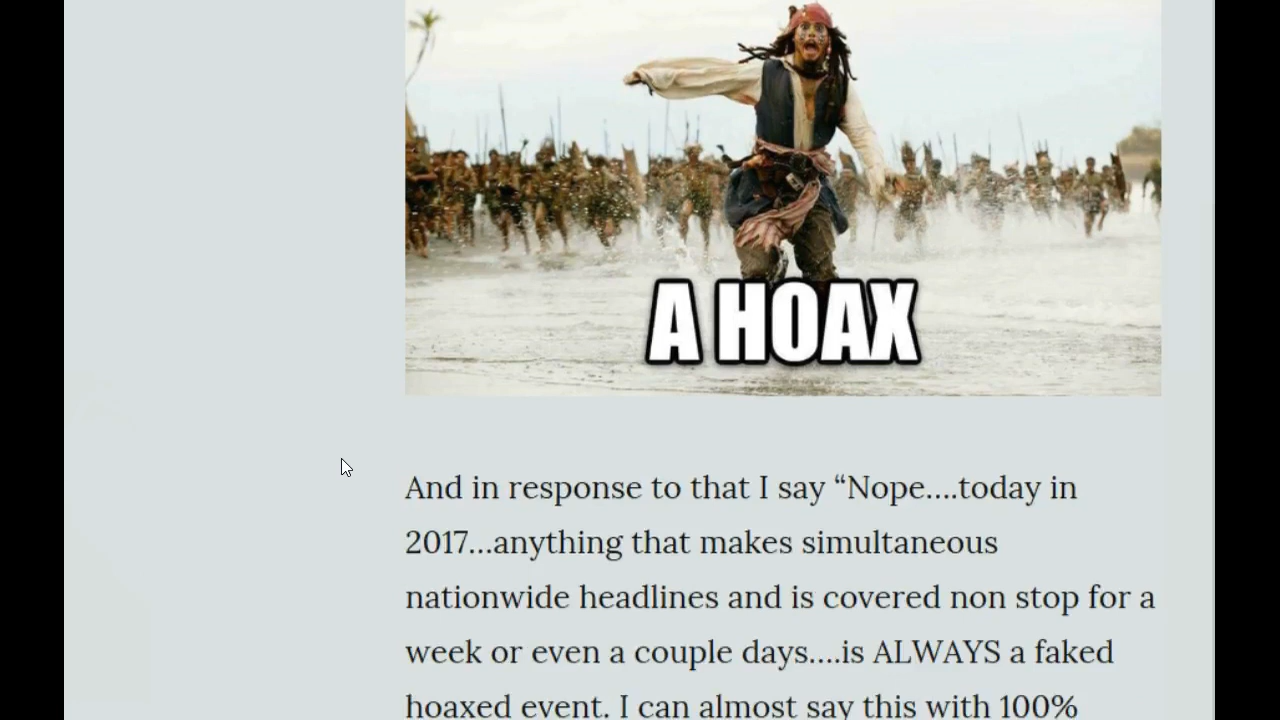 A HOAX
And in response to that I say “Nope….today in
2017…anything that makes simultaneous
nationwide headlines and is covered non stop for a
week or even a couple days….is ALWAYS a faked
hoaxed event. I can almost say this with 100%